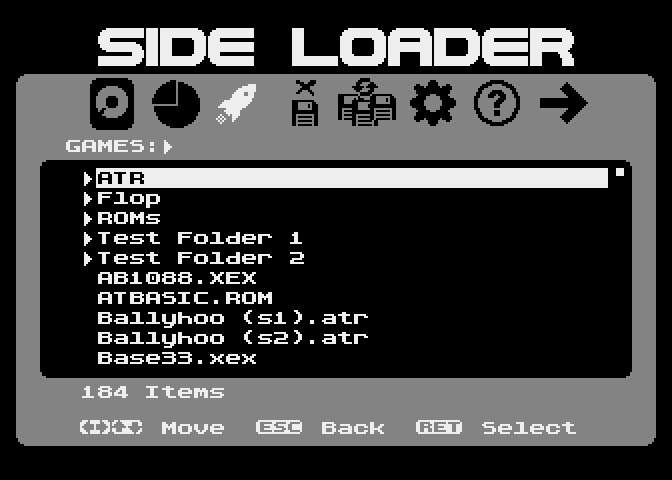 SIDE LOADER
GAMES:
ATR
Flop
ROMs
Test Folder 1
Test Folder 2
AB1088.XEX
ATBASIC.ROM
Ballyhoo (s1).atr
Ballyhoo (s2).atr
Base33.xex
184 Items
Move ESC Back RET Select